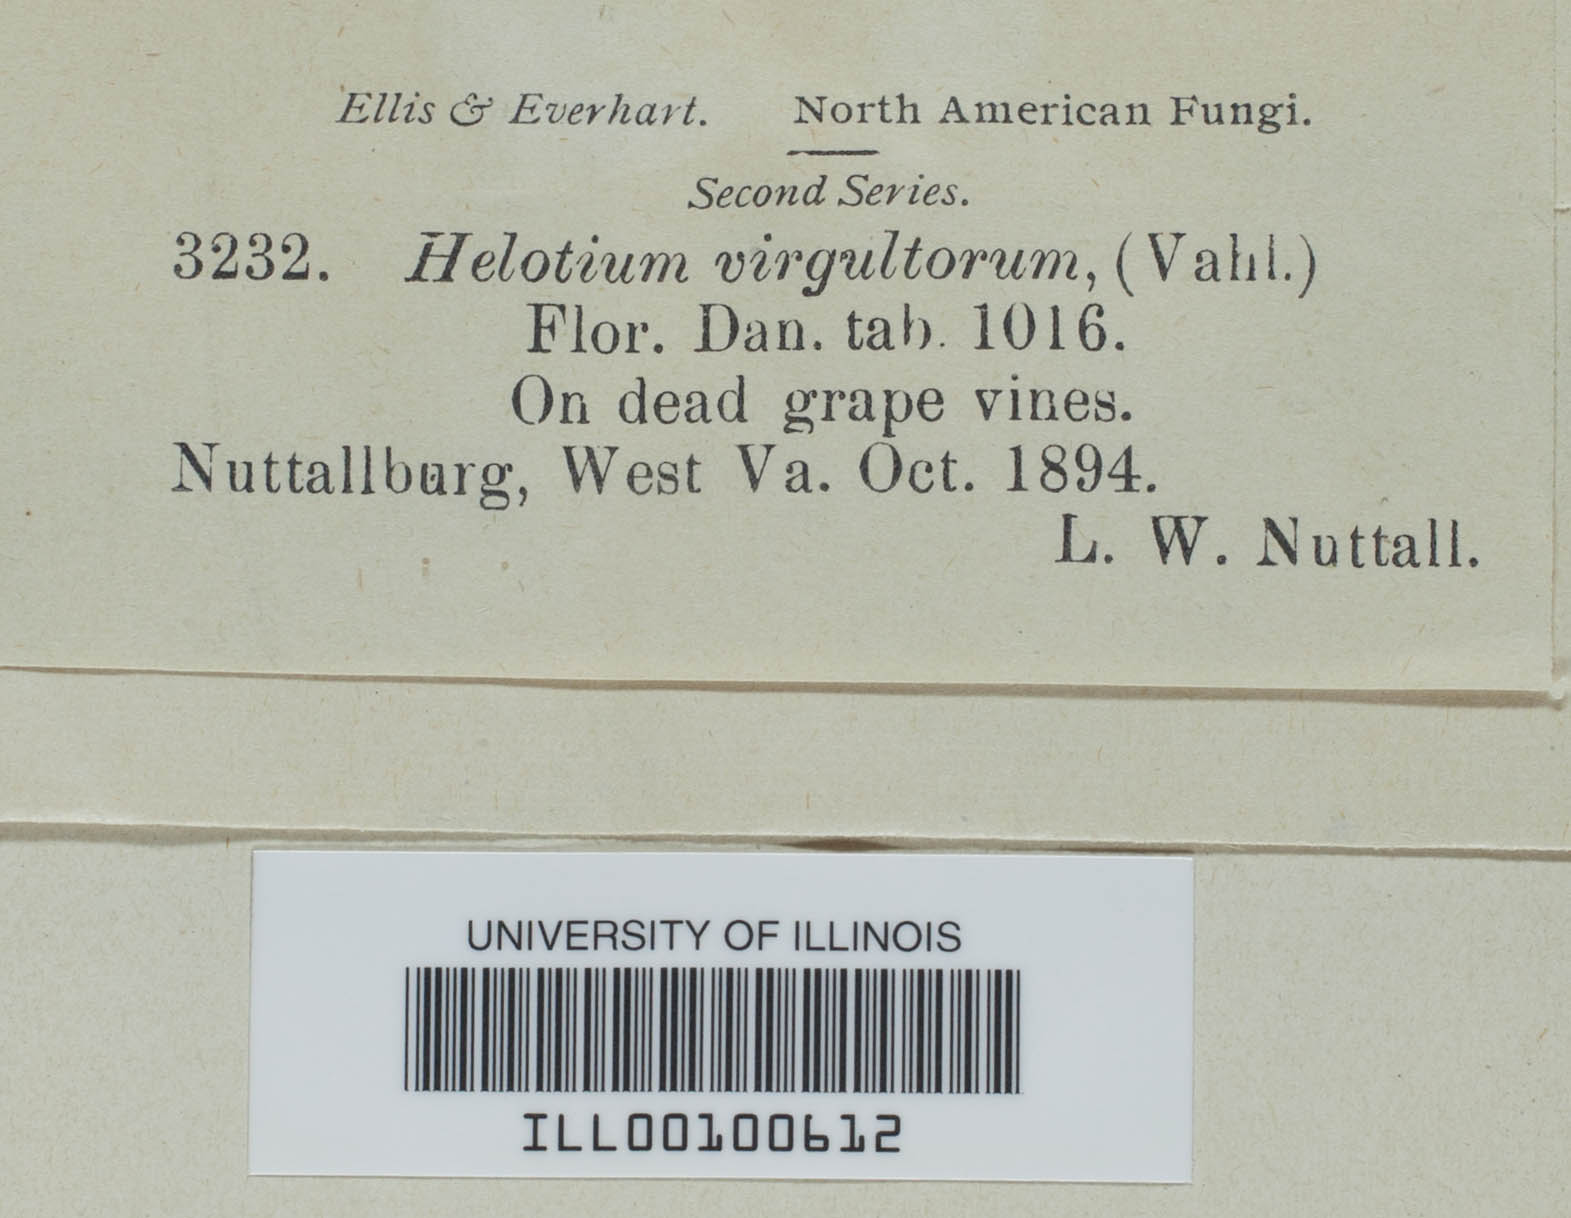 Ellis & Everhart. North American Fungi.
Second Series.
3232. Helotium virgultorum, (Vahl.)
Flor. Dan. tab. 1016.
On dead grape vines.
Nuttallburg, West Va. Oct. 1894.
L. W. Nuttall.
UNIVERSITY OF ILLINOIS
ILL00100612